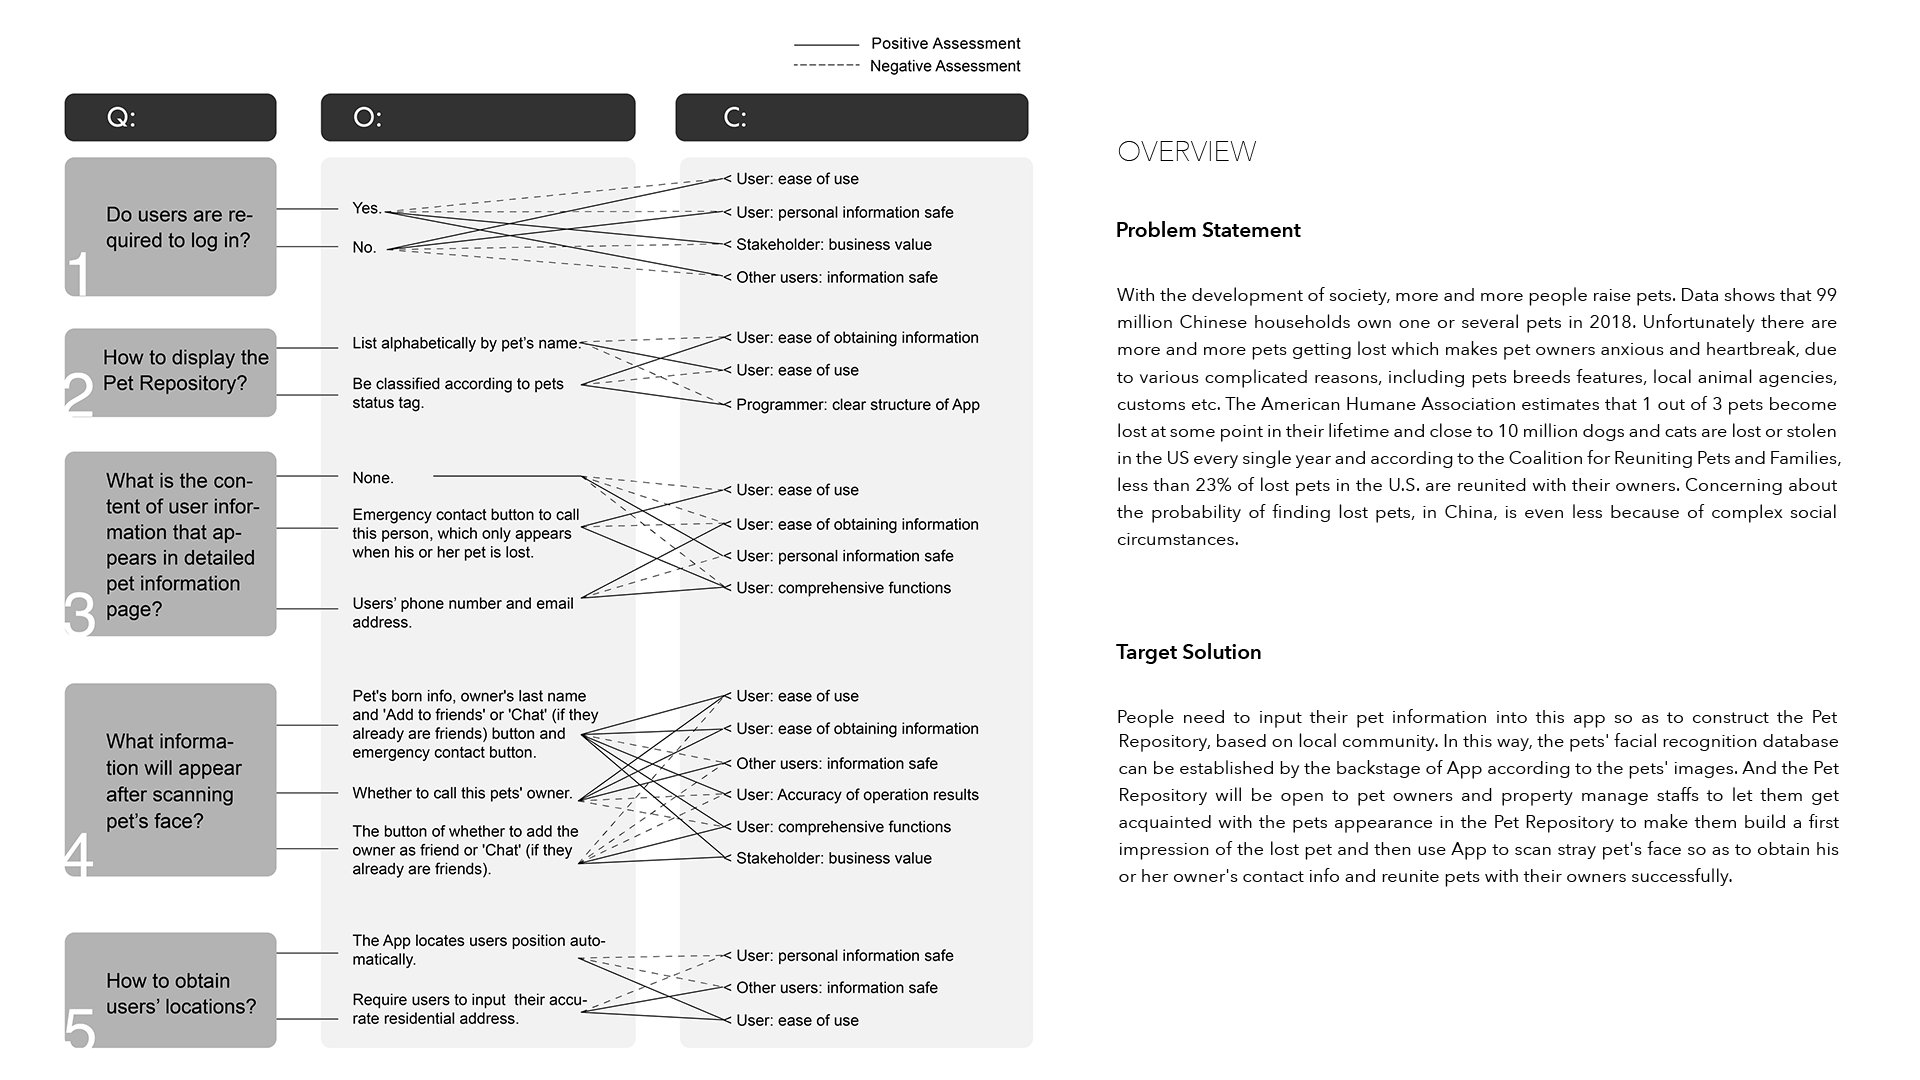 Positive Assessment
Negative Assessment
Q:
O:
C:
1
Do users are re-
quired to log in?
Yes.
No.
< User: ease of use
< User: personal information safe
< Stakeholder: business value
< Other users: information safe
2
How to display the
Pet Repository?
List alphabetically by pet's name.
Be classified according to pets
status tag.
< User: ease of obtaining information
< User: ease of use
< Programmer: clear structure of App
3
What is the con-
tent of user infor-
mation that ap-
pears in detailed
pet information
page?
None.
Emergency contact button to call
this person, which only appears
when his or her pet is lost.
Users’ phone number and email
address.
< User: ease of use
< User: ease of obtaining information
< User: personal information safe
< User: comprehensive functions
4
What informa-
tion will appear
after scanning
pet’s face?
Pet's born info, owner's last name
and 'Add to friends' or 'Chat' (if they
already are friends) button and
emergency contact button.
Whether to call this pets' owner.
The button of whether to add the
owner as friend or 'Chat' (if they
already are friends).
< User: ease of use
< User: ease of obtaining information
< Other users: information safe
< User: Accuracy of operation results
< User: comprehensive functions
< Stakeholder: business value
5
How to obtain
users’ locations?
The App locates users position auto-
matically.
Require users to input their accu-
rate residential address.
< User: personal information safe
< Other users: information safe
< User: ease of use
OVERVIEW
Problem Statement
With the development of society, more and more people raise pets. Data shows that 99
million Chinese households own one or several pets in 2018. Unfortunately there are
more and more pets getting lost which makes pet owners anxious and heartbreak, due
to various complicated reasons, including pets breeds features, local animal agencies,
customs etc. The American Humane Association estimates that 1 out of 3 pets become
lost at some point in their lifetime and close to 10 million dogs and cats are lost or stolen
in the US every single year and according to the Coalition for Reuniting Pets and Families,
less than 23% of lost pets in the U.S. are reunited with their owners. Concerning about
the probability of finding lost pets, in China, is even less because of complex social
circumstances.
Target Solution
People need to input their pet information into this app so as to construct the Pet
Repository, based on local community. In this way, the pets' facial recognition database
can be established by the backstage of App according to the pets' images. And the Pet
Repository will be open to pet owners and property manage staffs to let them get
acquainted with the pets appearance in the Pet Repository to make them build a first
impression of the lost pet and then use App to scan stray pet's face so as to obtain his
or her owner's contact info and reunite pets with their owners successfully.